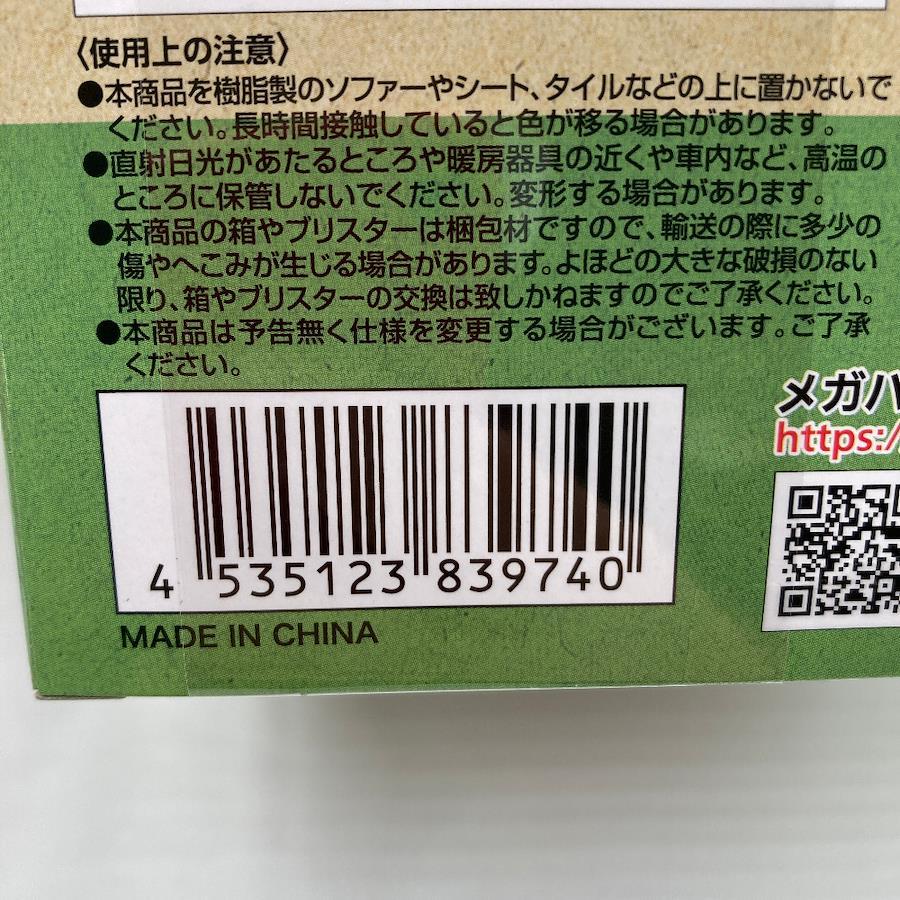 〈使用上の注意〉
●本商品を樹脂製のソファーやシート、タイルなどの上に置かないで
ください。長時間接触していると色が移る場合があります。
●直射日光があたるところや暖房器具の近くや車内など、高温の
ところに保管しないでください。変形する場合があります。
●本商品の箱やブリスターは梱包材ですので、輸送の際に多少の
傷やへこみが生じる場合があります。よほどの大きな破損のない
限り、箱やブリスターの交換は致しかねますのでご了承ください。
●本商品は予告無く仕様を変更する場合がございます。ご了承
ください。
メガハ
https:/
4 535123 839740
MADE IN CHINA